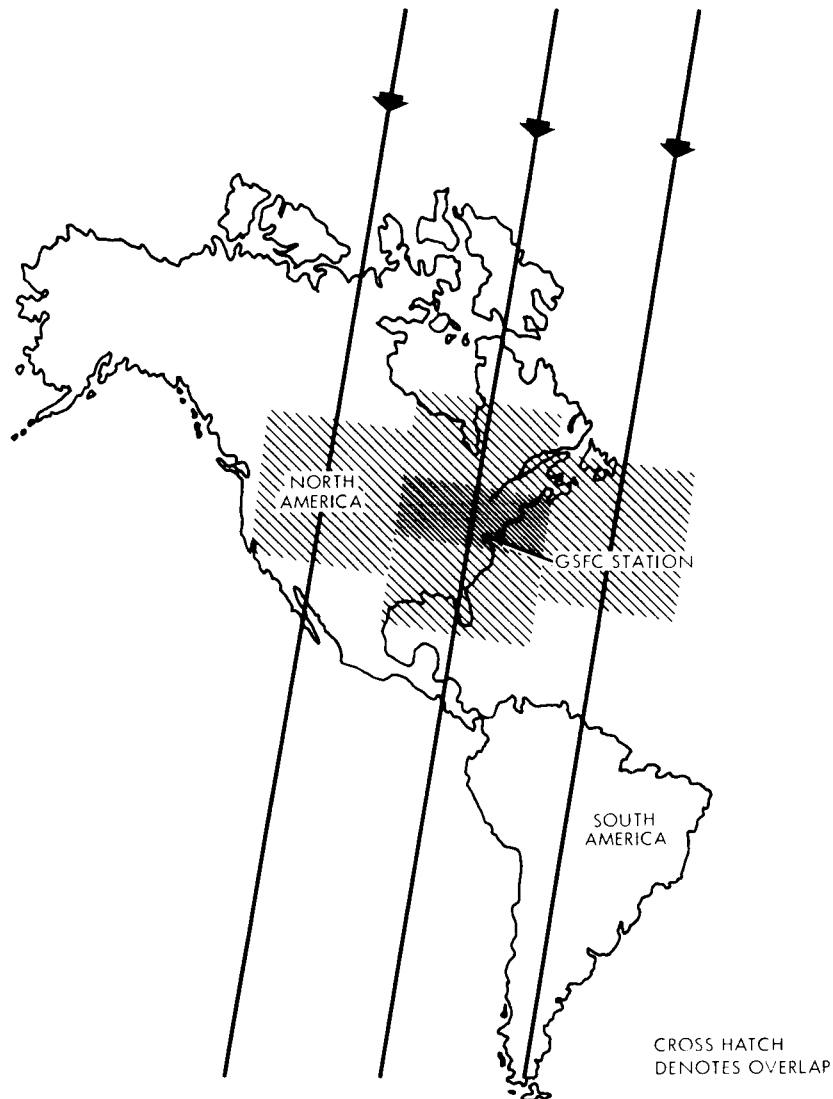 NORTH
AMERICA
GSFC STATION
SOUTH
AMERICA
CROSS HATCH
DENOTES OVERLAP